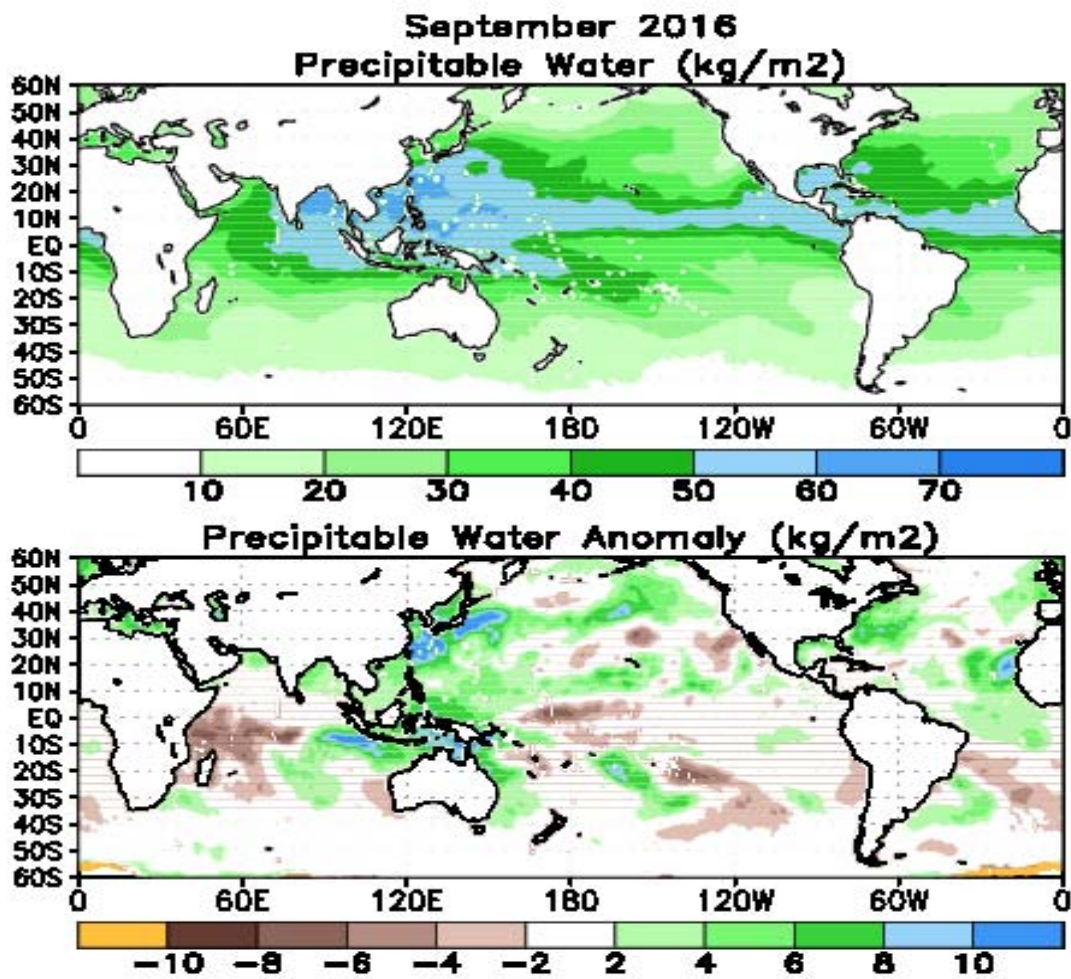 September 2016
Precipitable Water (kg/m2)
60N
50N
40N
30N
20N
10N
EQ
10S
20S
30S
40S
50S
60S
0 60E 120E 180 120W 60W 0
10 20 30 40 50 60 70
Precipitable Water Anomaly (kg/m2)
60N
50N
40N
30N
20N
10N
EQ
10S
20S
30S
40S
50S
60S
0 60E 120E 180 120W 60W 0
-10 -8 -6 -4 -2 2 4 6 8 10